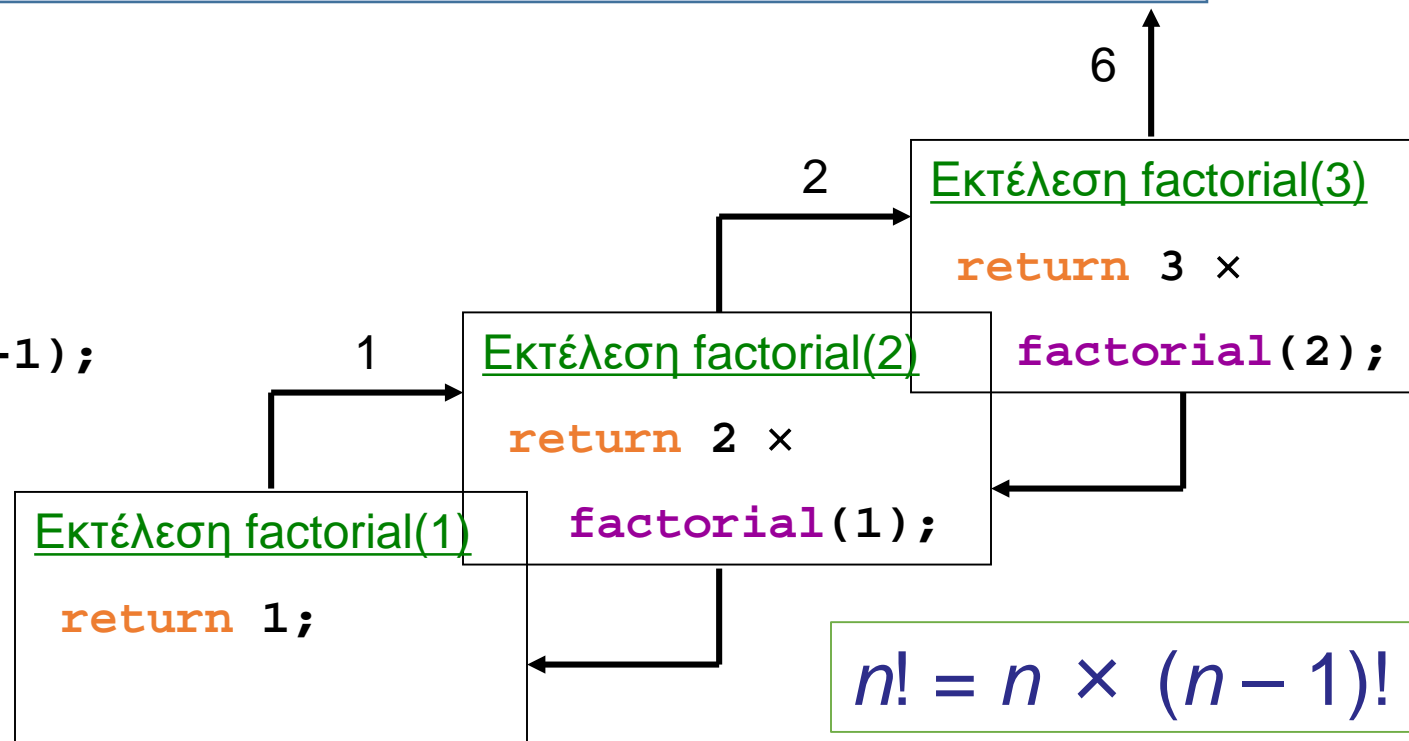 6
2
Εκτέλεση factorial(3)
return 3 ×
factorial(2);
-1);
1
Εκτέλεση factorial(2)
return 2 ×
factorial(1);
Εκτέλεση factorial(1)
return 1;
n! = n × (n – 1)!